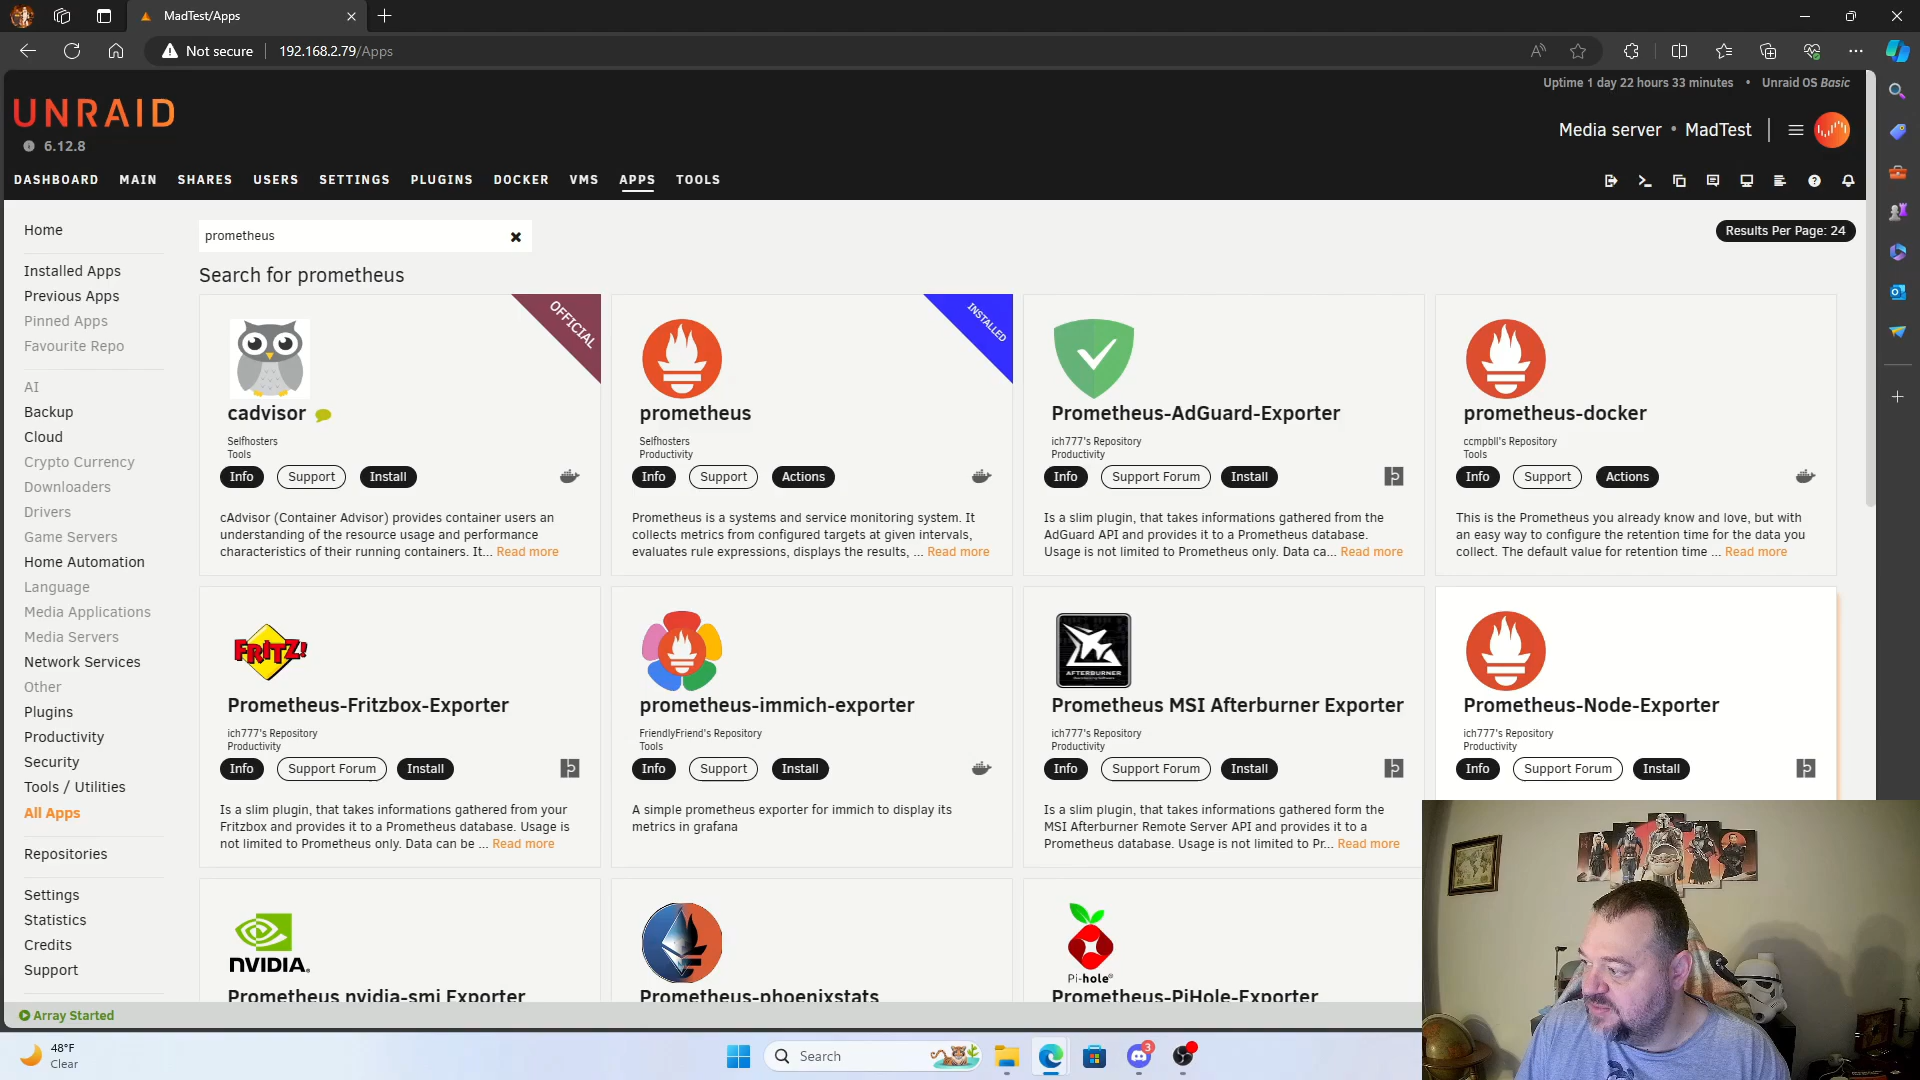 MadTest/Apps
Not secure
192.168.2.79/Apps
Uptime 1 day 22 hours 33 minutes • Unraid OS Basic
UNRAID
6.12.8
Media server • MadTest
DASHBOARD MAIN SHARES USERS SETTINGS PLUGINS DOCKER VMS APPS TOOLS
Home
Installed Apps
Previous Apps
Pinned Apps
Favourite Repo
AI
Backup
Cloud
Crypto Currency
Downloaders
Drivers
Game Servers
Home Automation
Language
Media Applications
Media Servers
Network Services
Other
Plugins
Productivity
Security
Tools / Utilities
All Apps
Repositories
Settings
Statistics
Credits
Support
prometheus
Results Per Page: 24
Search for prometheus
OFFICIAL
cadvisor
Selfhosters
Tools
Info Support Install
cAdvisor (Container Advisor) provides container users an
understanding of the resource usage and performance
characteristics of their running containers. It... Read more
INSTALLED
prometheus
Selfhosters
Productivity
Info Support Actions
Prometheus is a systems and service monitoring system. It
collects metrics from configured targets at given intervals,
evaluates rule expressions, displays the results, ... Read more
Prometheus-AdGuard-Exporter
ich777's Repository
Productivity
Info Support Forum Install
Is a slim plugin, that takes informations gathered from the
AdGuard API and provides it to a Prometheus database.
Usage is not limited to Prometheus only. Data ca... Read more
prometheus-docker
ccmpbll's Repository
Tools
Info Support Actions
This is the Prometheus you already know and love, but with
an easy way to configure the retention time for the data you
collect. The default value for retention time ... Read more
FRITZ!
Prometheus-Fritzbox-Exporter
ich777's Repository
Productivity
Info Support Forum Install
Is a slim plugin, that takes informations gathered from your
Fritzbox and provides it to a Prometheus database. Usage is
not limited to Prometheus only. Data can be ... Read more
prometheus-immich-exporter
FriendlyFriend's Repository
Tools
Info Support Install
A simple prometheus exporter for immich to display its
metrics in grafana
AFTERBURNER
Prometheus MSI Afterburner Exporter
ich777's Repository
Productivity
Info Support Forum Install
Is a slim plugin, that takes informations gathered form the
MSI Afterburner Remote Server API and provides it to a
Prometheus database. Usage is not limited to Pr... Read more
Prometheus-Node-Exporter
ich777's Repository
Productivity
Info Support Forum Install
NVIDIA.
Prometheus nvidia-smi Exporter
Prometheus-phoenixstats
Pi-hole®
Prometheus-PiHole-Exporter
Array Started
48°F
Clear
Search
3